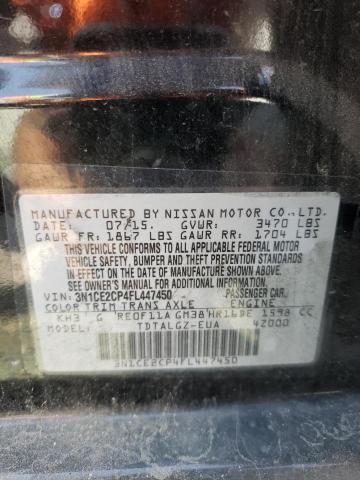 MANUFACTURED BY NISSAN MOTOR CO.,LTD.
DATE: 07/15. GVWR: 3470 LBS
GAWR FR: 1867 LBS GAWR RR: 1704 LBS
THIS VEHICLE CONFORMS TO ALL APPLICABLE FEDERAL MOTOR
VEHICLE SAFETY, BUMPER AND THEFT PREVENTION STANDARDS
IN EFFECT ON THE DATE OF MANUFACTURE SHOWN ABOVE.
SEE OWNERS MANUAL FOR ADDITIONAL INFORMATION.
VIN: 3N1CE2CP4FL447450 PASSENGER CAR
COLOR TRIM TRANS AXLE ENGINE
KH3 G RE0F11A GM38 HR16DE 1598 CC
MODEL TDTALGZ-EUA 4Z000
3N1CE2CP4FL447450